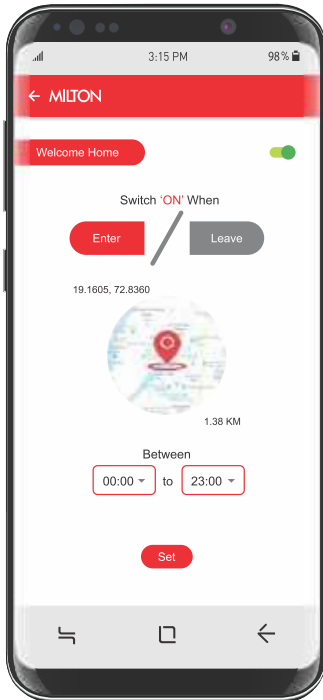 3:15 PM 98%
MILTON
Welcome Home
Switch 'ON' When
Enter Leave
19.1605, 72.8360
1.38 KM
Between
00:00 to 23:00
Set